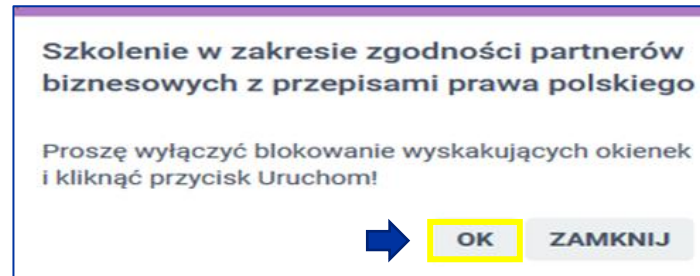 Szkolenie w zakresie zgodności partnerów
biznesowych z przepisami prawa polskiego
Proszę wyłączyć blokowanie wyskakujących okienek
i kliknąć przycisk Uruchom!
OK ZAMKNIJ